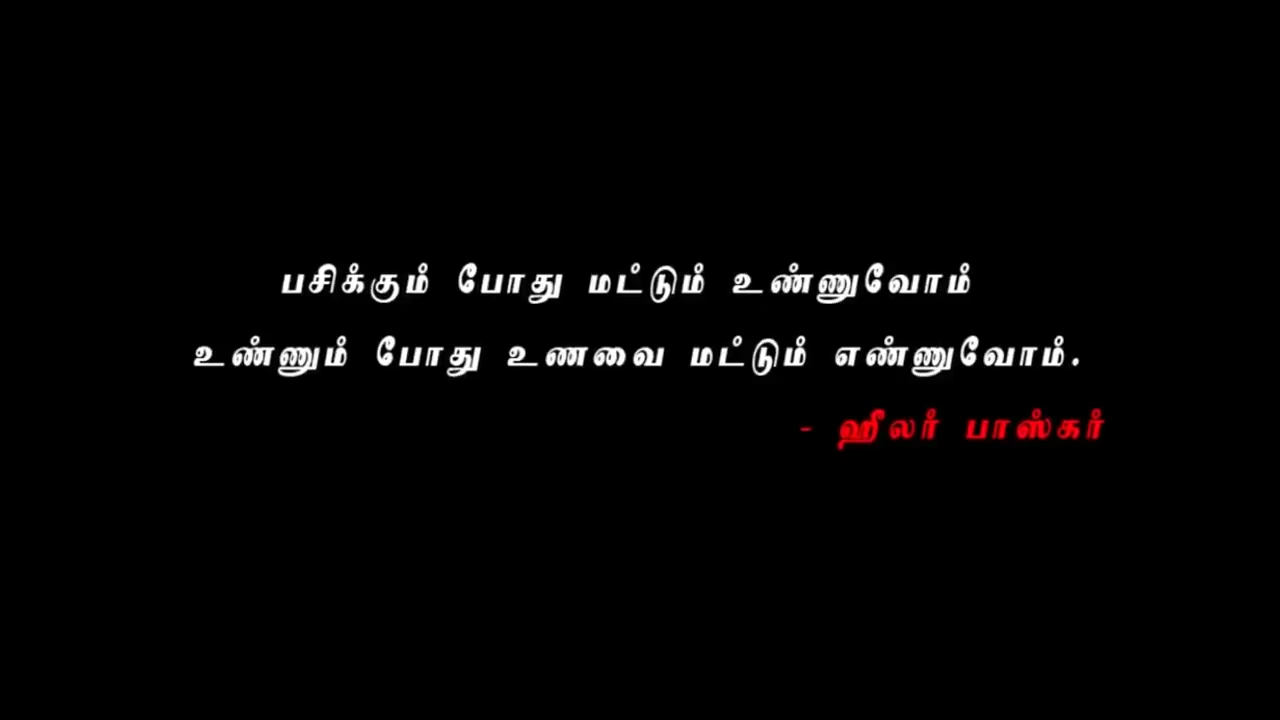 பசிக்கும் போது மட்டும் உண்ணுவோம்
உண்ணும் போது உணவை மட்டும் எண்ணுவோம்.
- ஹீலர் பாஸ்கர்